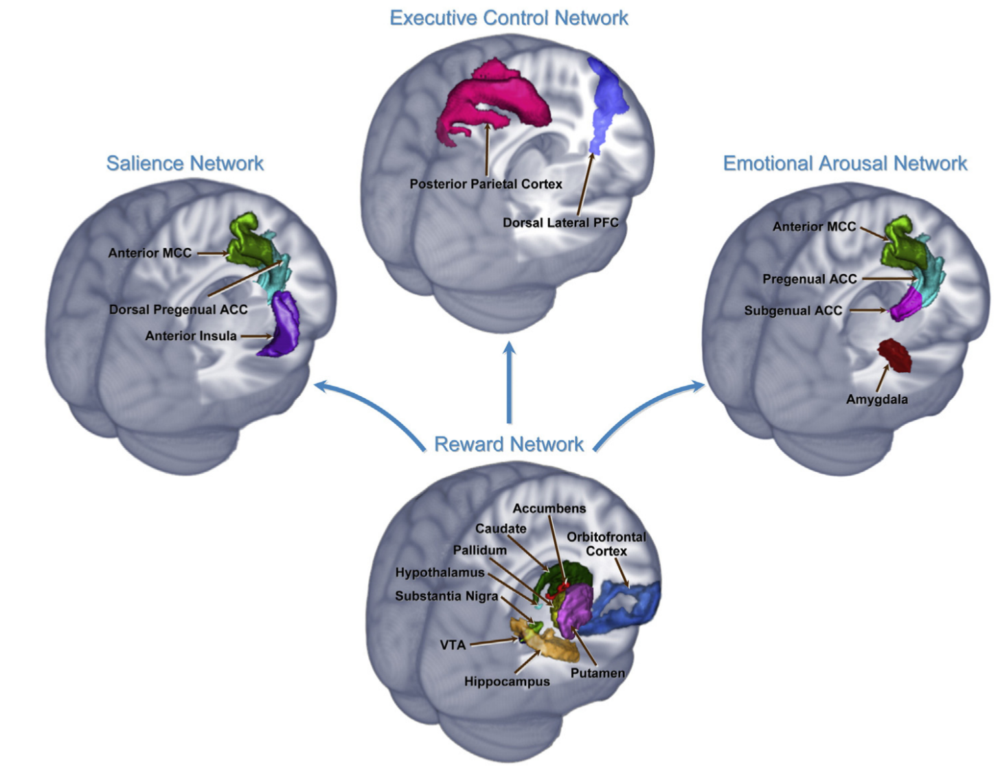 Executive Control Network
Posterior Parietal Cortex
Dorsal Lateral PFC
Salience Network
Anterior MCC
Dorsal Pregenual ACC
Anterior Insula
Emotional Arousal Network
Anterior MCC
Pregenual ACC
Subgenual ACC
Amygdala
Reward Network
Accumbens
Caudate
Orbitofrontal
Cortex
Pallidum
Hypothalamus
Substantia Nigra
VTA
Hippocampus
Putamen